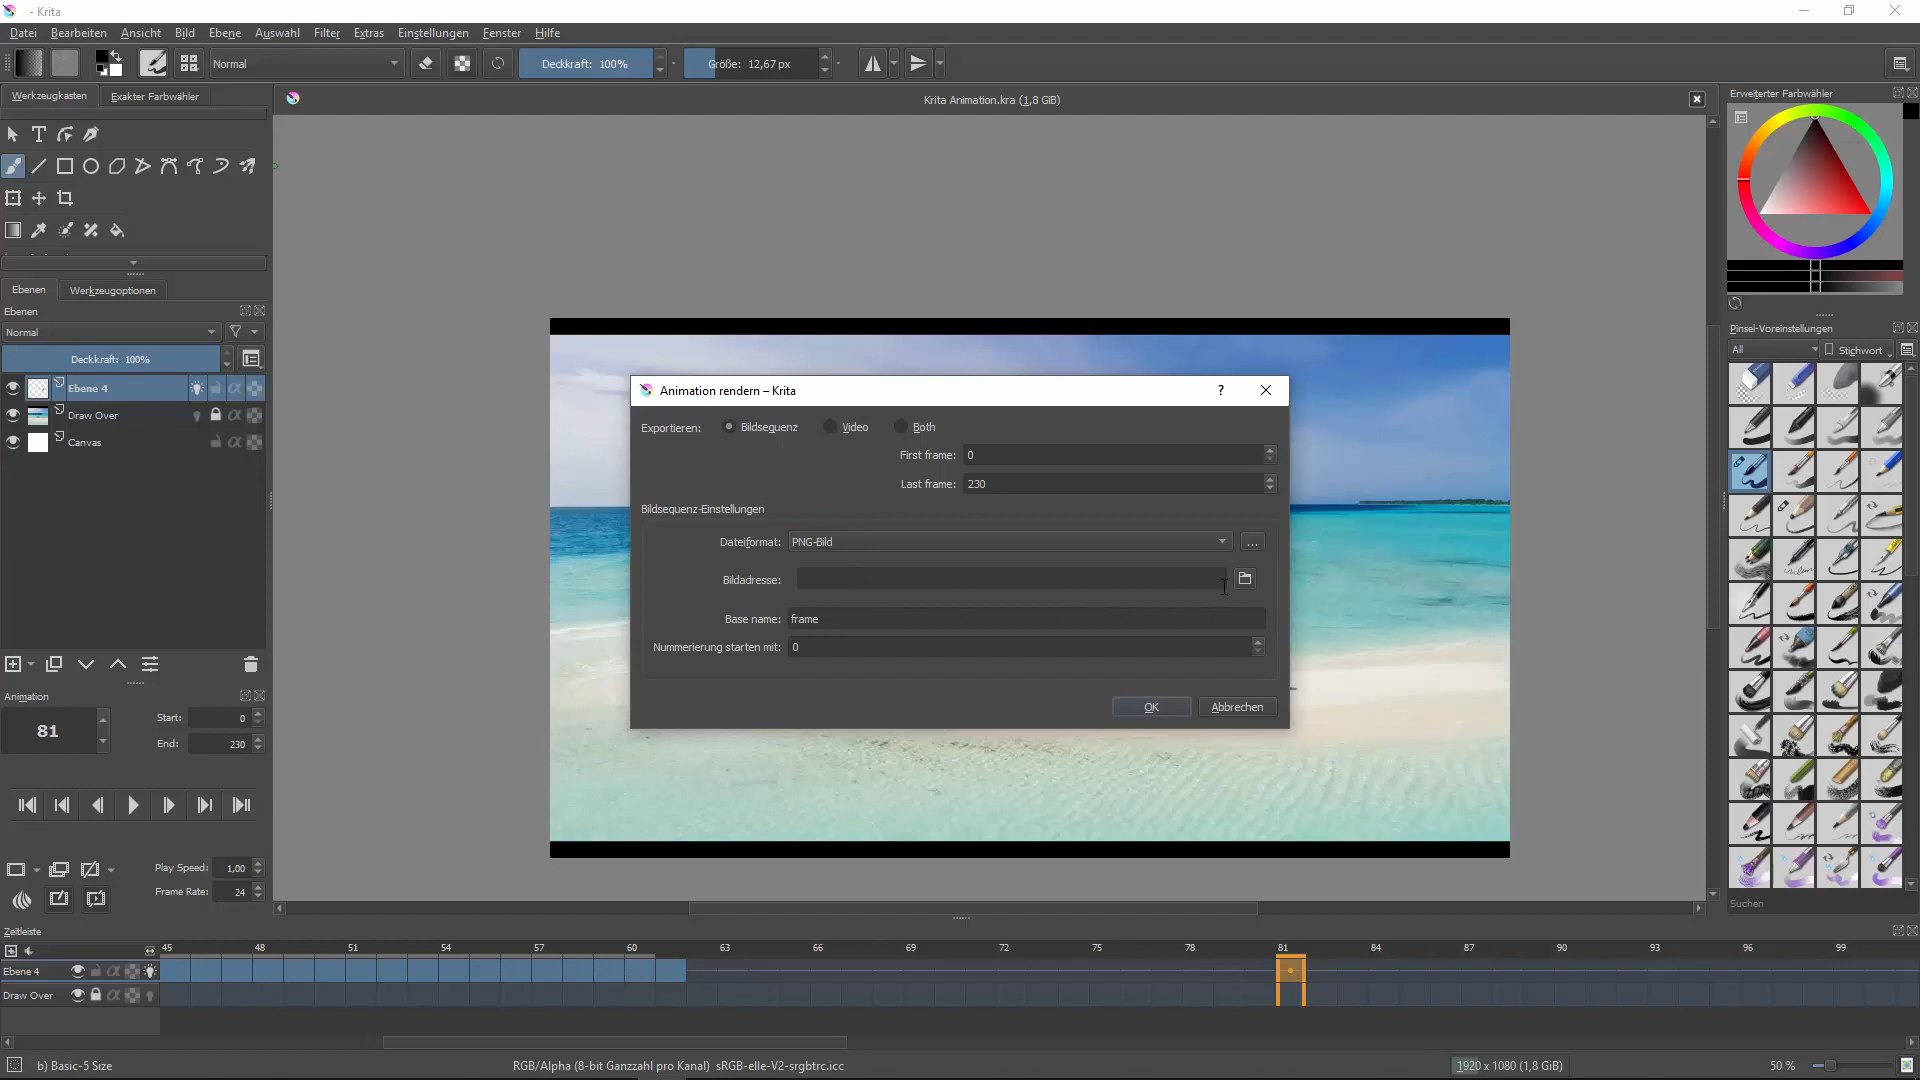 - Krita
Datei Bearbeiten Ansicht Bild Ebene Auswahl Filter Extras Einstellungen Fenster Hilfe
Normal Deckkraft: 100% Größe: 12,67 px
Werkzeugkasten Exakter Farbwähler
Krita Animation.kra (1,8 GiB)
Erweiterter Farbwähler
Ebenen Werkzeugoptionen
Ebenen
Normal
Deckkraft: 100%
Ebene 4
Draw Over
Canvas
Animation rendern – Krita
?
Exportieren: Bildsequenz Video Both
First frame: 0
Last frame: 230
Bildsequenz-Einstellungen
Dateiformat: PNG-Bild ...
Bildadresse:
Base name: frame
Nummerierung starten mit: 0
OK Abbrechen
Pinsel-Voreinstellungen
All Stichwort
Suchen
Animation
81
Start: 0
End: 230
Play Speed: 1,00
Frame Rate: 24
Zeitleiste
45 48 51 54 57 60 63 66 69 72 75 78 81 84 87 90 93 96 99
Ebene 4
Draw Over
b) Basic-5 Size
RGB/Alpha (8-bit Ganzzahl pro Kanal) sRGB-elle-V2-srgbtrc.icc
1920 x 1080 (1,8 GiB)
50 %